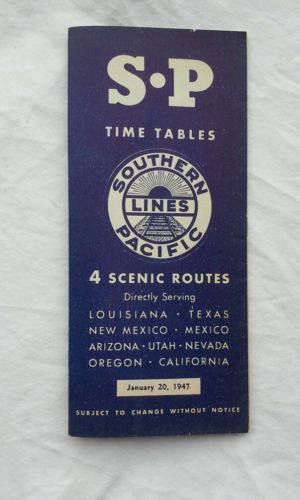 S·P
TIME TABLES
SOUTHERN
LINES
PACIFIC
4 SCENIC ROUTES
Directly Serving
LOUISIANA · TEXAS
NEW MEXICO · MEXICO
ARIZONA · UTAH · NEVADA
OREGON · CALIFORNIA
January 20, 1947
SUBJECT TO CHANGE WITHOUT NOTICE